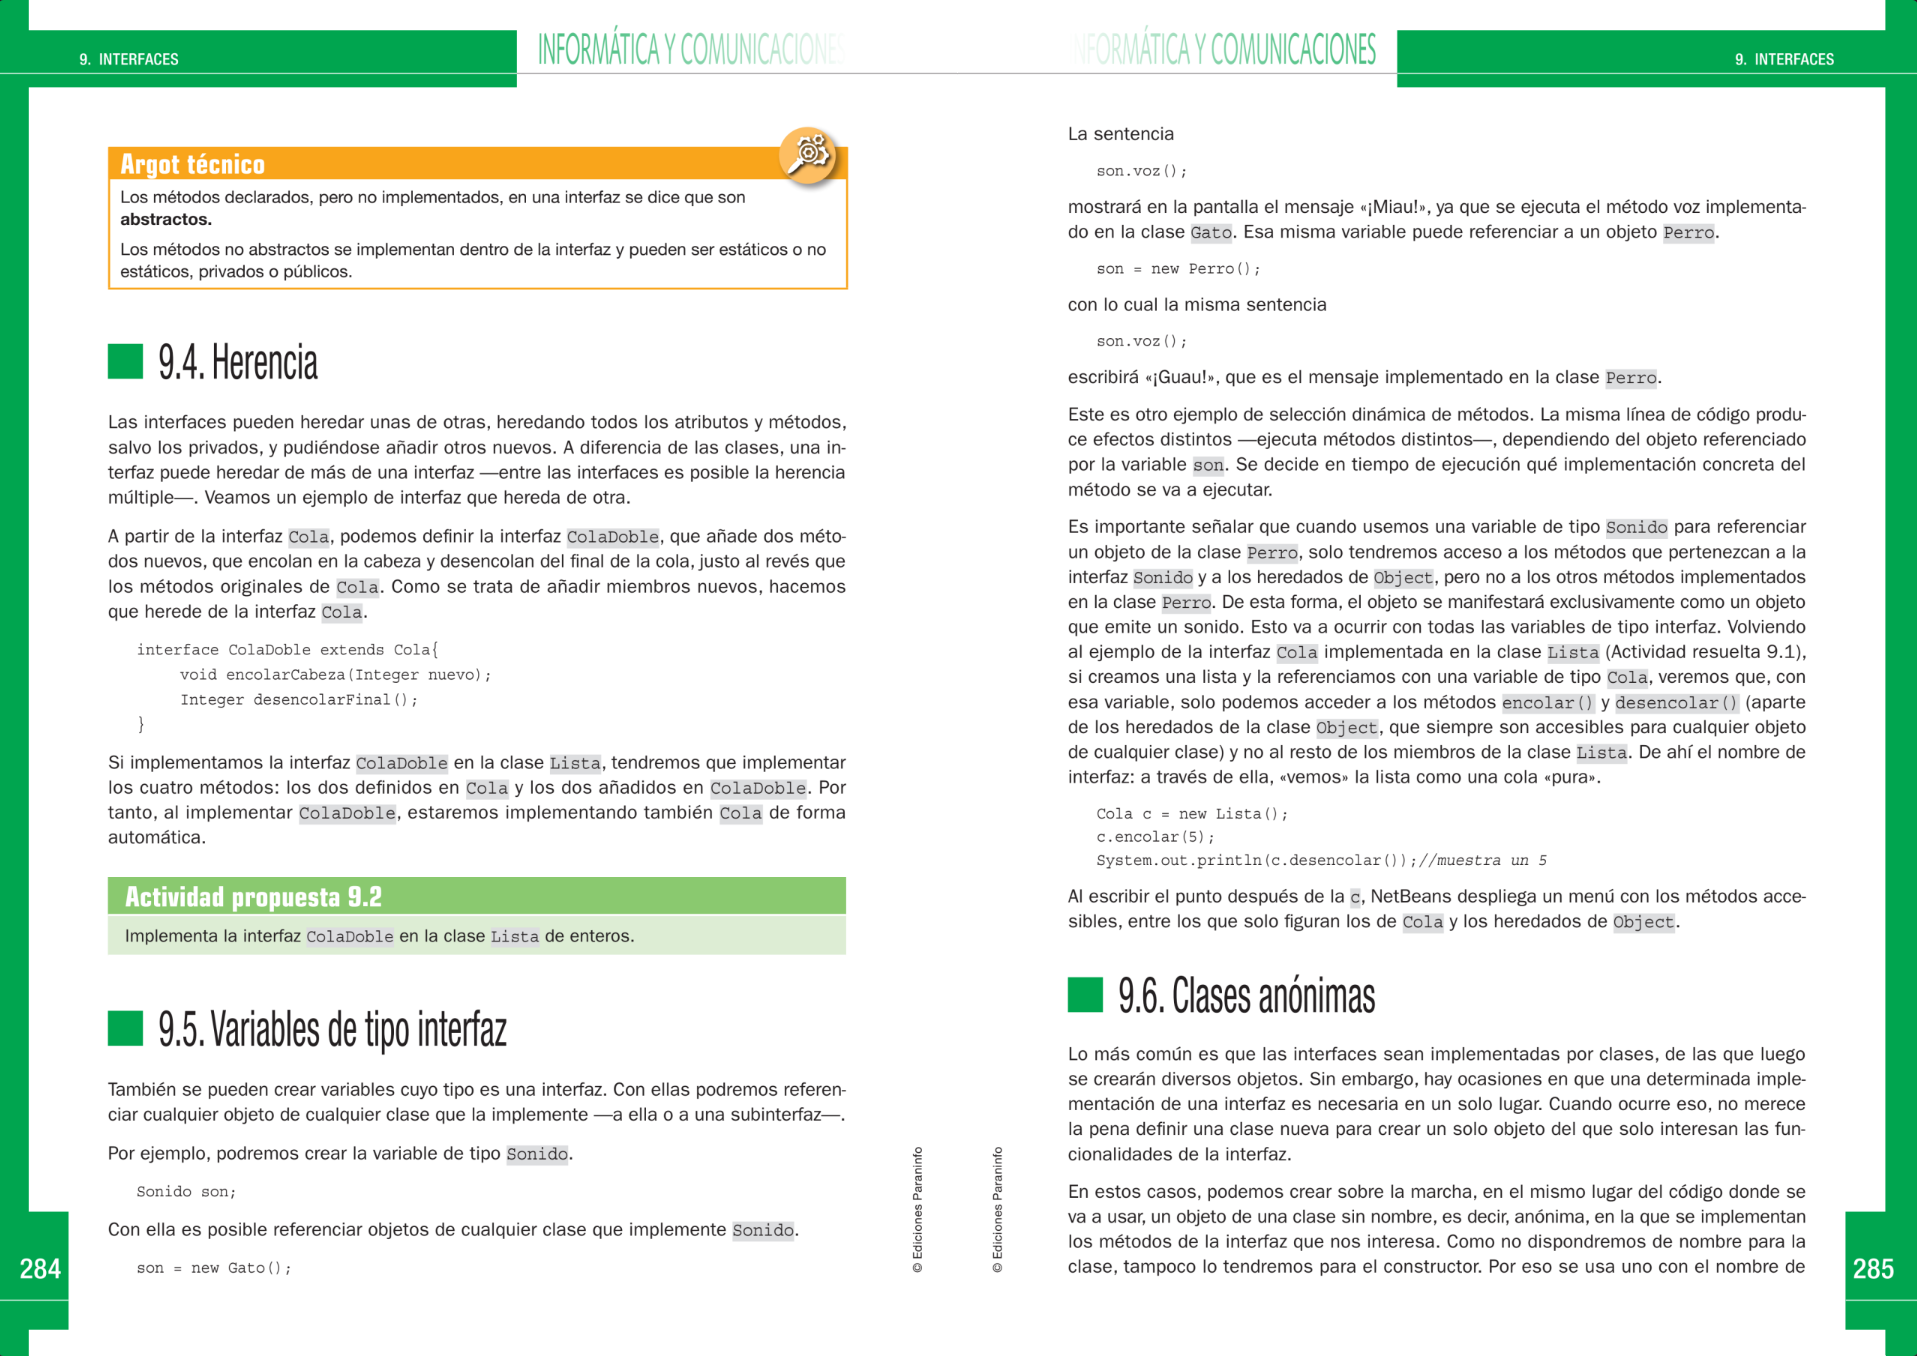 9. INTERFACES
INFORMÁTICA Y COMUNICACIONES
Argot técnico
Los métodos declarados, pero no implementados, en una interfaz se dice que son
abstractos.
Los métodos no abstractos se implementan dentro de la interfaz y pueden ser estáticos o no
estáticos, privados o públicos.
9.4. Herencia
Las interfaces pueden heredar unas de otras, heredando todos los atributos y métodos,
salvo los privados, y pudiéndose añadir otros nuevos. A diferencia de las clases, una in-
terfaz puede heredar de más de una interfaz —entre las interfaces es posible la herencia
múltiple—. Veamos un ejemplo de interfaz que hereda de otra.
A partir de la interfaz Cola, podemos definir la interfaz ColaDoble, que añade dos méto-
dos nuevos, que encolan en la cabeza y desencolan del final de la cola, justo al revés que
los métodos originales de Cola. Como se trata de añadir miembros nuevos, hacemos
que herede de la interfaz Cola.
interface ColaDoble extends Cola{
void encolarCabeza(Integer nuevo);
Integer desencolarFinal();
}
Si implementamos la interfaz ColaDoble en la clase Lista, tendremos que implementar
los cuatro métodos: los dos definidos en Cola y los dos añadidos en ColaDoble. Por
tanto, al implementar ColaDoble, estaremos implementando también Cola de forma
automática.
Actividad propuesta 9.2
Implementa la interfaz ColaDoble en la clase Lista de enteros.
9.5. Variables de tipo interfaz
También se pueden crear variables cuyo tipo es una interfaz. Con ellas podremos referen-
ciar cualquier objeto de cualquier clase que la implemente —a ella o a una subinterfaz—.
Por ejemplo, podremos crear la variable de tipo Sonido.
Sonido son;
Con ella es posible referenciar objetos de cualquier clase que implemente Sonido.
son = new Gato();
284
© Ediciones Paraninfo
INFORMÁTICA Y COMUNICACIONES
9. INTERFACES
La sentencia
son.voz();
mostrará en la pantalla el mensaje «¡Miau!», ya que se ejecuta el método voz implementa-
do en la clase Gato. Esa misma variable puede referenciar a un objeto Perro.
son = new Perro();
con lo cual la misma sentencia
son.voz();
escribirá «¡Guau!», que es el mensaje implementado en la clase Perro.
Este es otro ejemplo de selección dinámica de métodos. La misma línea de código produ-
ce efectos distintos —ejecuta métodos distintos—, dependiendo del objeto referenciado
por la variable son. Se decide en tiempo de ejecución qué implementación concreta del
método se va a ejecutar.
Es importante señalar que cuando usemos una variable de tipo Sonido para referenciar
un objeto de la clase Perro, solo tendremos acceso a los métodos que pertenezcan a la
interfaz Sonido y a los heredados de Object, pero no a los otros métodos implementados
en la clase Perro. De esta forma, el objeto se manifestará exclusivamente como un objeto
que emite un sonido. Esto va a ocurrir con todas las variables de tipo interfaz. Volviendo
al ejemplo de la interfaz Cola implementada en la clase Lista (Actividad resuelta 9.1),
si creamos una lista y la referenciamos con una variable de tipo Cola, veremos que, con
esa variable, solo podemos acceder a los métodos encolar() y desencolar() (aparte
de los heredados de la clase Object, que siempre son accesibles para cualquier objeto
de cualquier clase) y no al resto de los miembros de la clase Lista. De ahí el nombre de
interfaz: a través de ella, «vemos» la lista como una cola «pura».
Cola c = new Lista();
c.encolar(5);
System.out.println(c.desencolar());//muestra un 5
Al escribir el punto después de la c, NetBeans despliega un menú con los métodos acce-
sibles, entre los que solo figuran los de Cola y los heredados de Object.
9.6. Clases anónimas
Lo más común es que las interfaces sean implementadas por clases, de las que luego
se crearán diversos objetos. Sin embargo, hay ocasiones en que una determinada imple-
mentación de una interfaz es necesaria en un solo lugar. Cuando ocurre eso, no merece
la pena definir una clase nueva para crear un solo objeto del que solo interesan las fun-
cionalidades de la interfaz.
En estos casos, podemos crear sobre la marcha, en el mismo lugar del código donde se
va a usar, un objeto de una clase sin nombre, es decir, anónima, en la que se implementan
los métodos de la interfaz que nos interesa. Como no dispondremos de nombre para la
clase, tampoco lo tendremos para el constructor. Por eso se usa uno con el nombre de
© Ediciones Paraninfo
285